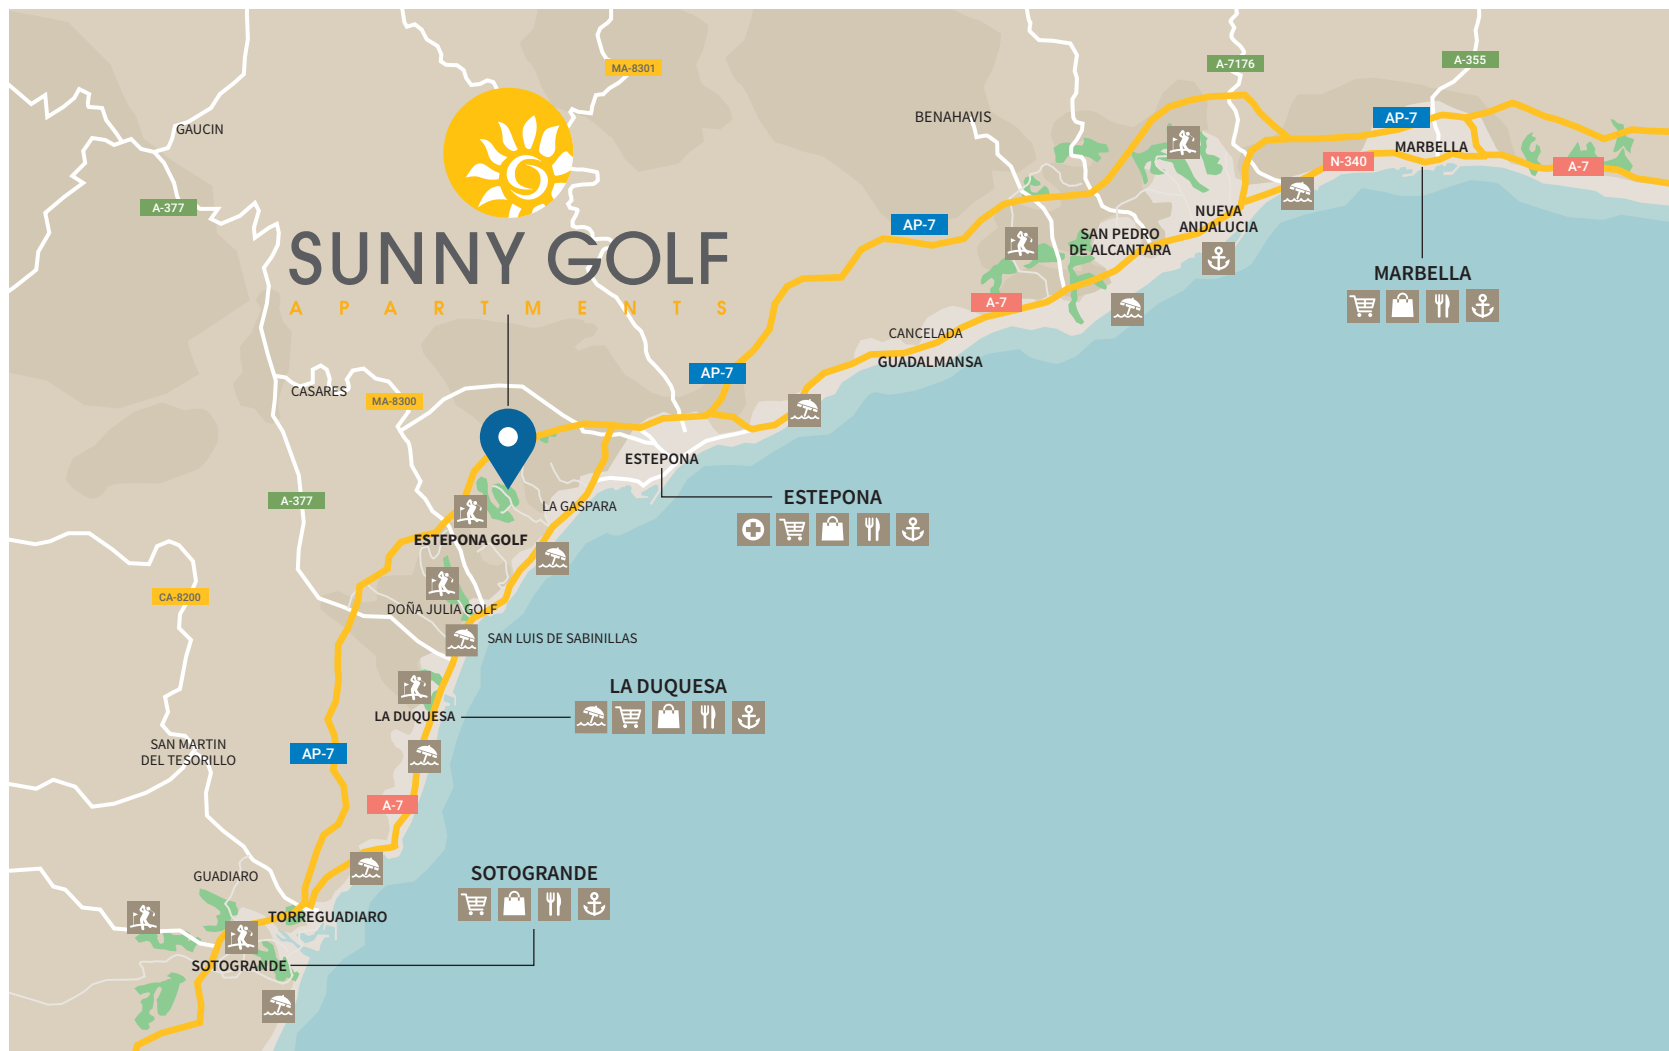 MA-8301
A-7176
A-355
GAUCIN
BENAHAVIS
AP-7
MARBELLA
N-340
A-7
A-377
AP-7
NUEVA
ANDALUCIA
SAN PEDRO
DE ALCANTARA
SUNNY GOLF
APARTMENTS
MARBELLA
A-7
CANCELADA
GUADALMANSA
AP-7
CASARES
MA-8300
ESTEPONA
ESTEPONA
A-377
LA GASPARA
ESTEPONA GOLF
CA-8200
DOÑA JULIA GOLF
SAN LUIS DE SABINILLAS
LA DUQUESA
LA DUQUESA
SAN MARTIN
DEL TESORILLO
AP-7
A-7
SOTOGRANDE
GUADIARO
TORREGUADIARO
SOTOGRANDE